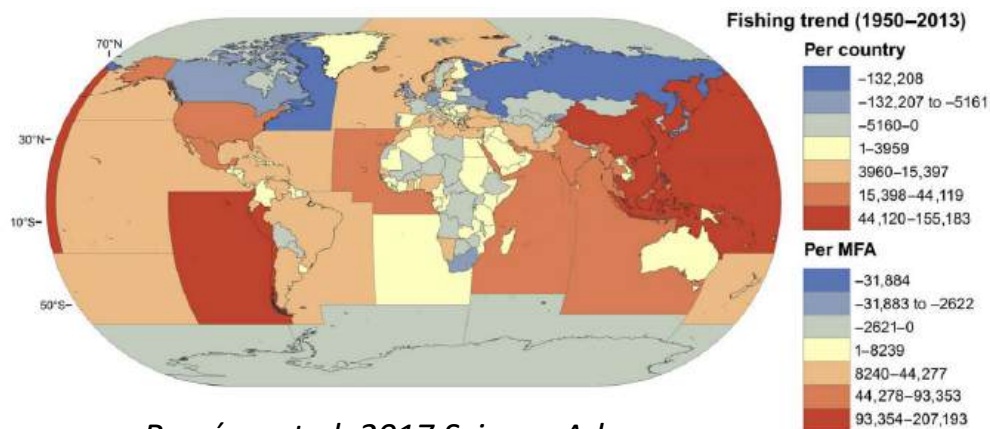 Fishing trend (1950–2013)
Per country
–132,208
–132,207 to –5161
–5160–0
1–3959
3960–15,397
15,398–44,119
44,120–155,183
Per MFA
–31,884
–31,883 to –2622
–2621–0
1–8239
8240–44,277
44,278–93,353
93,354–207,193
70°N
30°N–
10°S–
50°S–